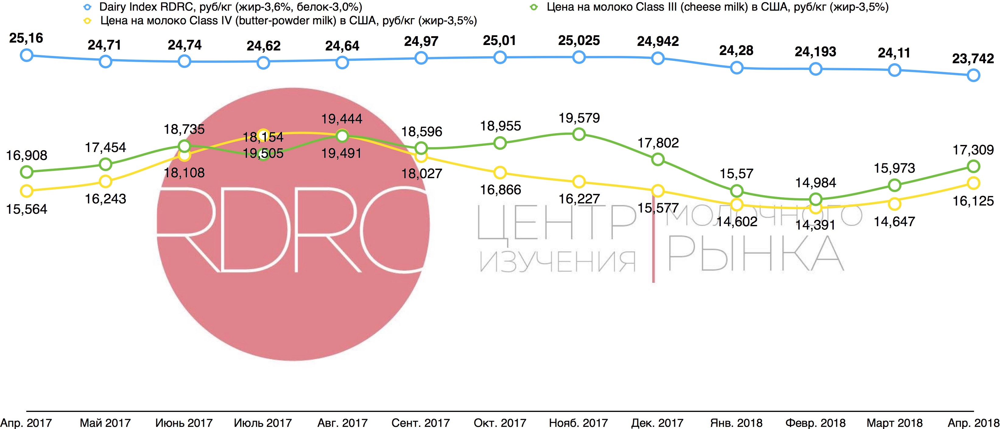 Dairy Index RDRC, руб/кг (жир-3,6%, белок-3,0%)
Цена на молоко Class III (cheese milk) в США, руб/кг (жир-3,5%)
Цена на молоко Class IV (butter-powder milk) в США, руб/кг (жир-3,5%)
25,16 24,71 24,74 24,62 24,64 24,97 25,01 25,025 24,942 24,28 24,193 24,11 23,742
16,908 17,454 18,735 18,154 19,444 18,596 18,955 19,579 17,802 15,57 14,984 15,973 17,309
15,564 16,243 18,108 19,505 19,491 18,027 16,866 16,227 15,577 14,602 14,391 14,647 16,125
RDRC
ЦЕНТР
ИЗУЧЕНИЯ
МОЛОЧНОГО
РЫНКА
Апр. 2017 Май 2017 Июнь 2017 Июль 2017 Авг. 2017 Сент. 2017 Окт. 2017 Нояб. 2017 Дек. 2017 Янв. 2018 Февр. 2018 Март 2018 Апр. 2018